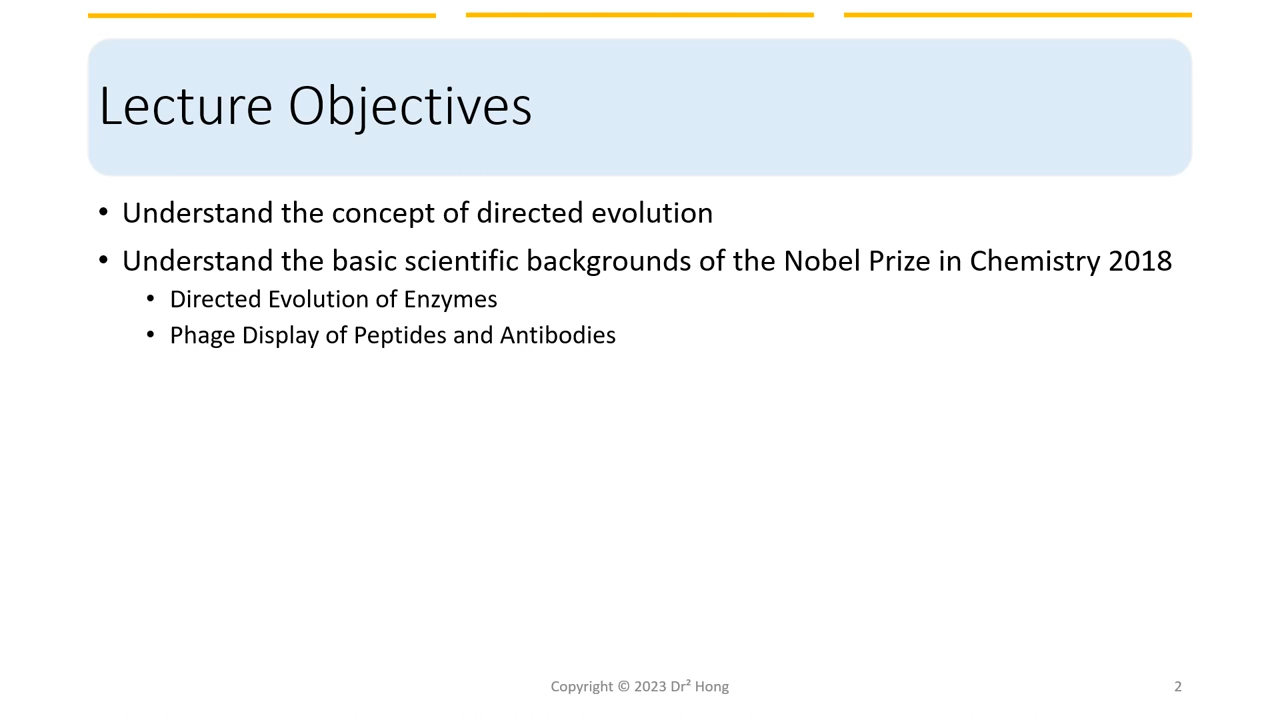 Lecture Objectives
• Understand the concept of directed evolution
• Understand the basic scientific backgrounds of the Nobel Prize in Chemistry 2018
• Directed Evolution of Enzymes
• Phage Display of Peptides and Antibodies
Copyright © 2023 Dr² Hong
2